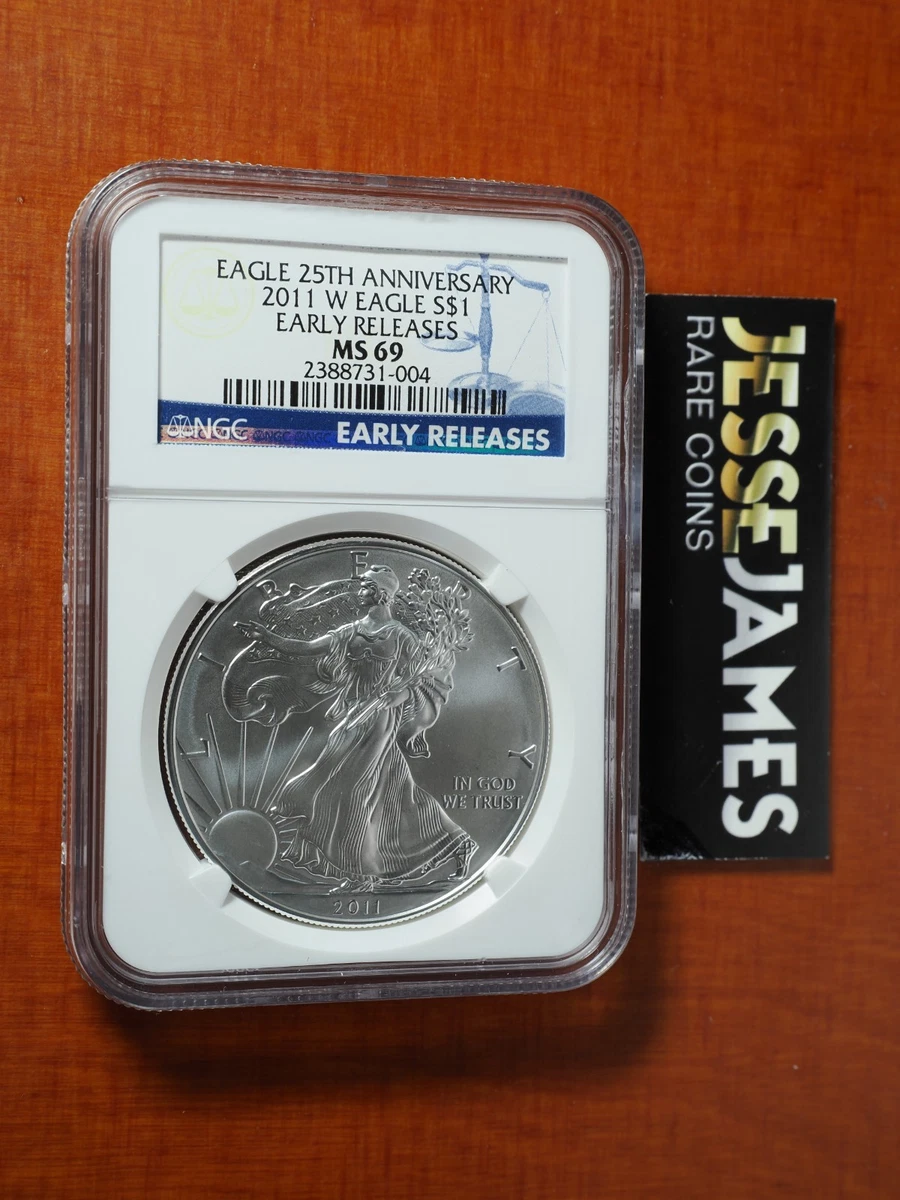 EAGLE 25TH ANNIVERSARY
2011 W EAGLE S$1
EARLY RELEASES
MS 69
2388731-004
NGC
EARLY RELEASES
LIBERTY
IN GOD
WE TRUST
2011
JESSEJAMES
RARE COINS